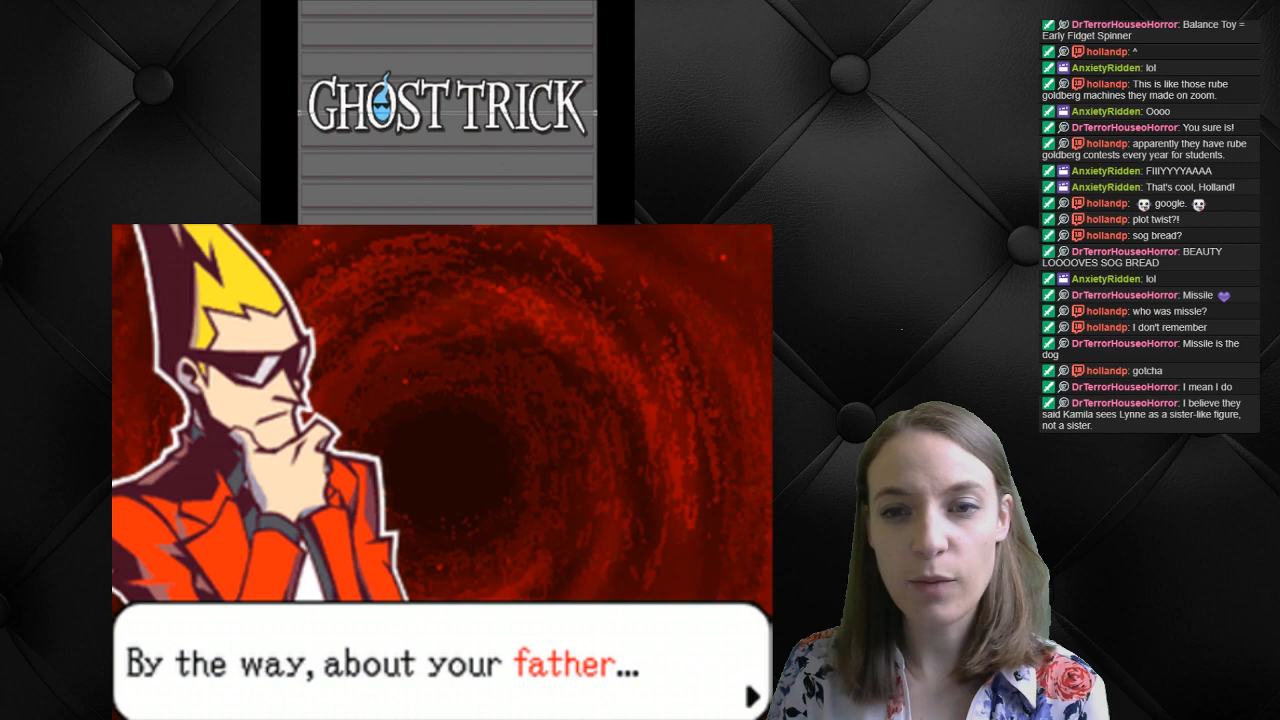 GHOST TRICK
By the way, about your father...
DrTerrorHouseoHorror: Balance Toy =
Early Fidget Spinner
hollandp: ^
AnxietyRidden: lol
hollandp: This is like those rube
goldberg machines they made on zoom.
AnxietyRidden: Oooo
DrTerrorHouseoHorror: You sure is!
hollandp: apparently they have rube
goldberg contests every year for students.
AnxietyRidden: FIIIYYYYAAAA
AnxietyRidden: That's cool, Holland!
hollandp: google.
hollandp: plot twist?!
hollandp: sog bread?
DrTerrorHouseoHorror: BEAUTY
LOOOOVES SOG BREAD
AnxietyRidden: lol
DrTerrorHouseoHorror: Missile
hollandp: who was missle?
hollandp: I don't remember
DrTerrorHouseoHorror: Missile is the
dog
hollandp: gotcha
DrTerrorHouseoHorror: I mean I do
DrTerrorHouseoHorror: I believe they
said Kamila sees Lynne as a sister-like figure,
not a sister.